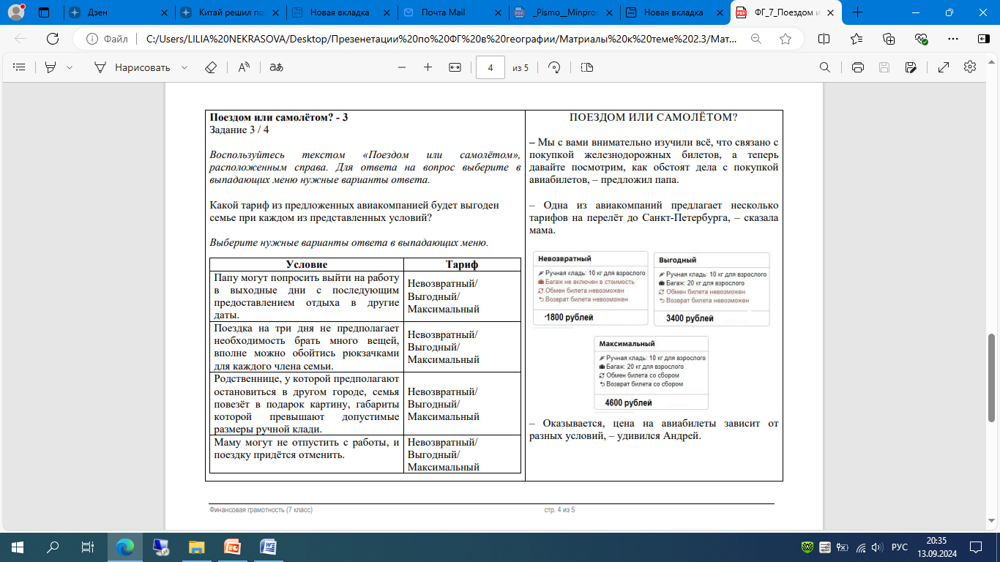 Дзен
Китай решил по
Новая вкладка
Почта Mail
_Pismo__Minpros
Новая вкладка
ФГ_7_Поездом и
Файл
C:/Users/LILIA%20NEKRASOVA/Desktop/Презенетации%20по%20ФГ%20в%20географии/Матриалы%20к%20теме%202.3/Мат...
Нарисовать
4
из 5
Поездом или самолётом? - 3
Задание 3 / 4
Воспользуйтесь текстом «Поездом или самолётом»,
расположенным справа. Для ответа на вопрос выберите в
выпадающих меню нужные варианты ответа.
Какой тариф из предложенных авиакомпанией будет выгоден
семье при каждом из представленных условий?
Выберите нужные варианты ответа в выпадающих меню.
Условие
Тариф
Папу могут попросить выйти на работу
в выходные дни с последующим
предоставлением отдыха в другие
даты.
Невозвратный/
Выгодный/
Максимальный
Поездка на три дня не предполагает
необходимость брать много вещей,
вполне можно обойтись рюкзачками
для каждого члена семьи.
Невозвратный/
Выгодный/
Максимальный
Родственнице, у которой предполагают
остановиться в другом городе, семья
повезёт в подарок картину, габариты
которой превышают допустимые
размеры ручной клади.
Невозвратный/
Выгодный/
Максимальный
Маму могут не отпустить с работы, и
поездку придётся отменить.
Невозвратный/
Выгодный/
Максимальный
ПОЕЗДОМ ИЛИ САМОЛЁТОМ?
– Мы с вами внимательно изучили всё, что связано с
покупкой железнодорожных билетов, а теперь
давайте посмотрим, как обстоят дела с покупкой
авиабилетов, – предложил папа.
– Одна из авиакомпаний предлагает несколько
тарифов на перелёт до Санкт-Петербурга, – сказала
мама.
Невозвратный
Ручная кладь: 10 кг для взрослого
Багаж не включен в стоимость
Обмен билета невозможен
Возврат билета невозможен
1800 рублей
Выгодный
Ручная кладь: 10 кг для взрослого
Багаж: 20 кг для взрослого
Обмен билета невозможен
Возврат билета невозможен
3400 рублей
Максимальный
Ручная кладь: 10 кг для взрослого
Багаж: 20 кг для взрослого
Обмен билета со сбором
Возврат билета со сбором
4600 рублей
– Оказывается, цена на авиабилеты зависит от
разных условий, – удивился Андрей.
Финансовая грамотность (7 класс)
стр. 4 из 5
РУС
20:35
13.09.2024